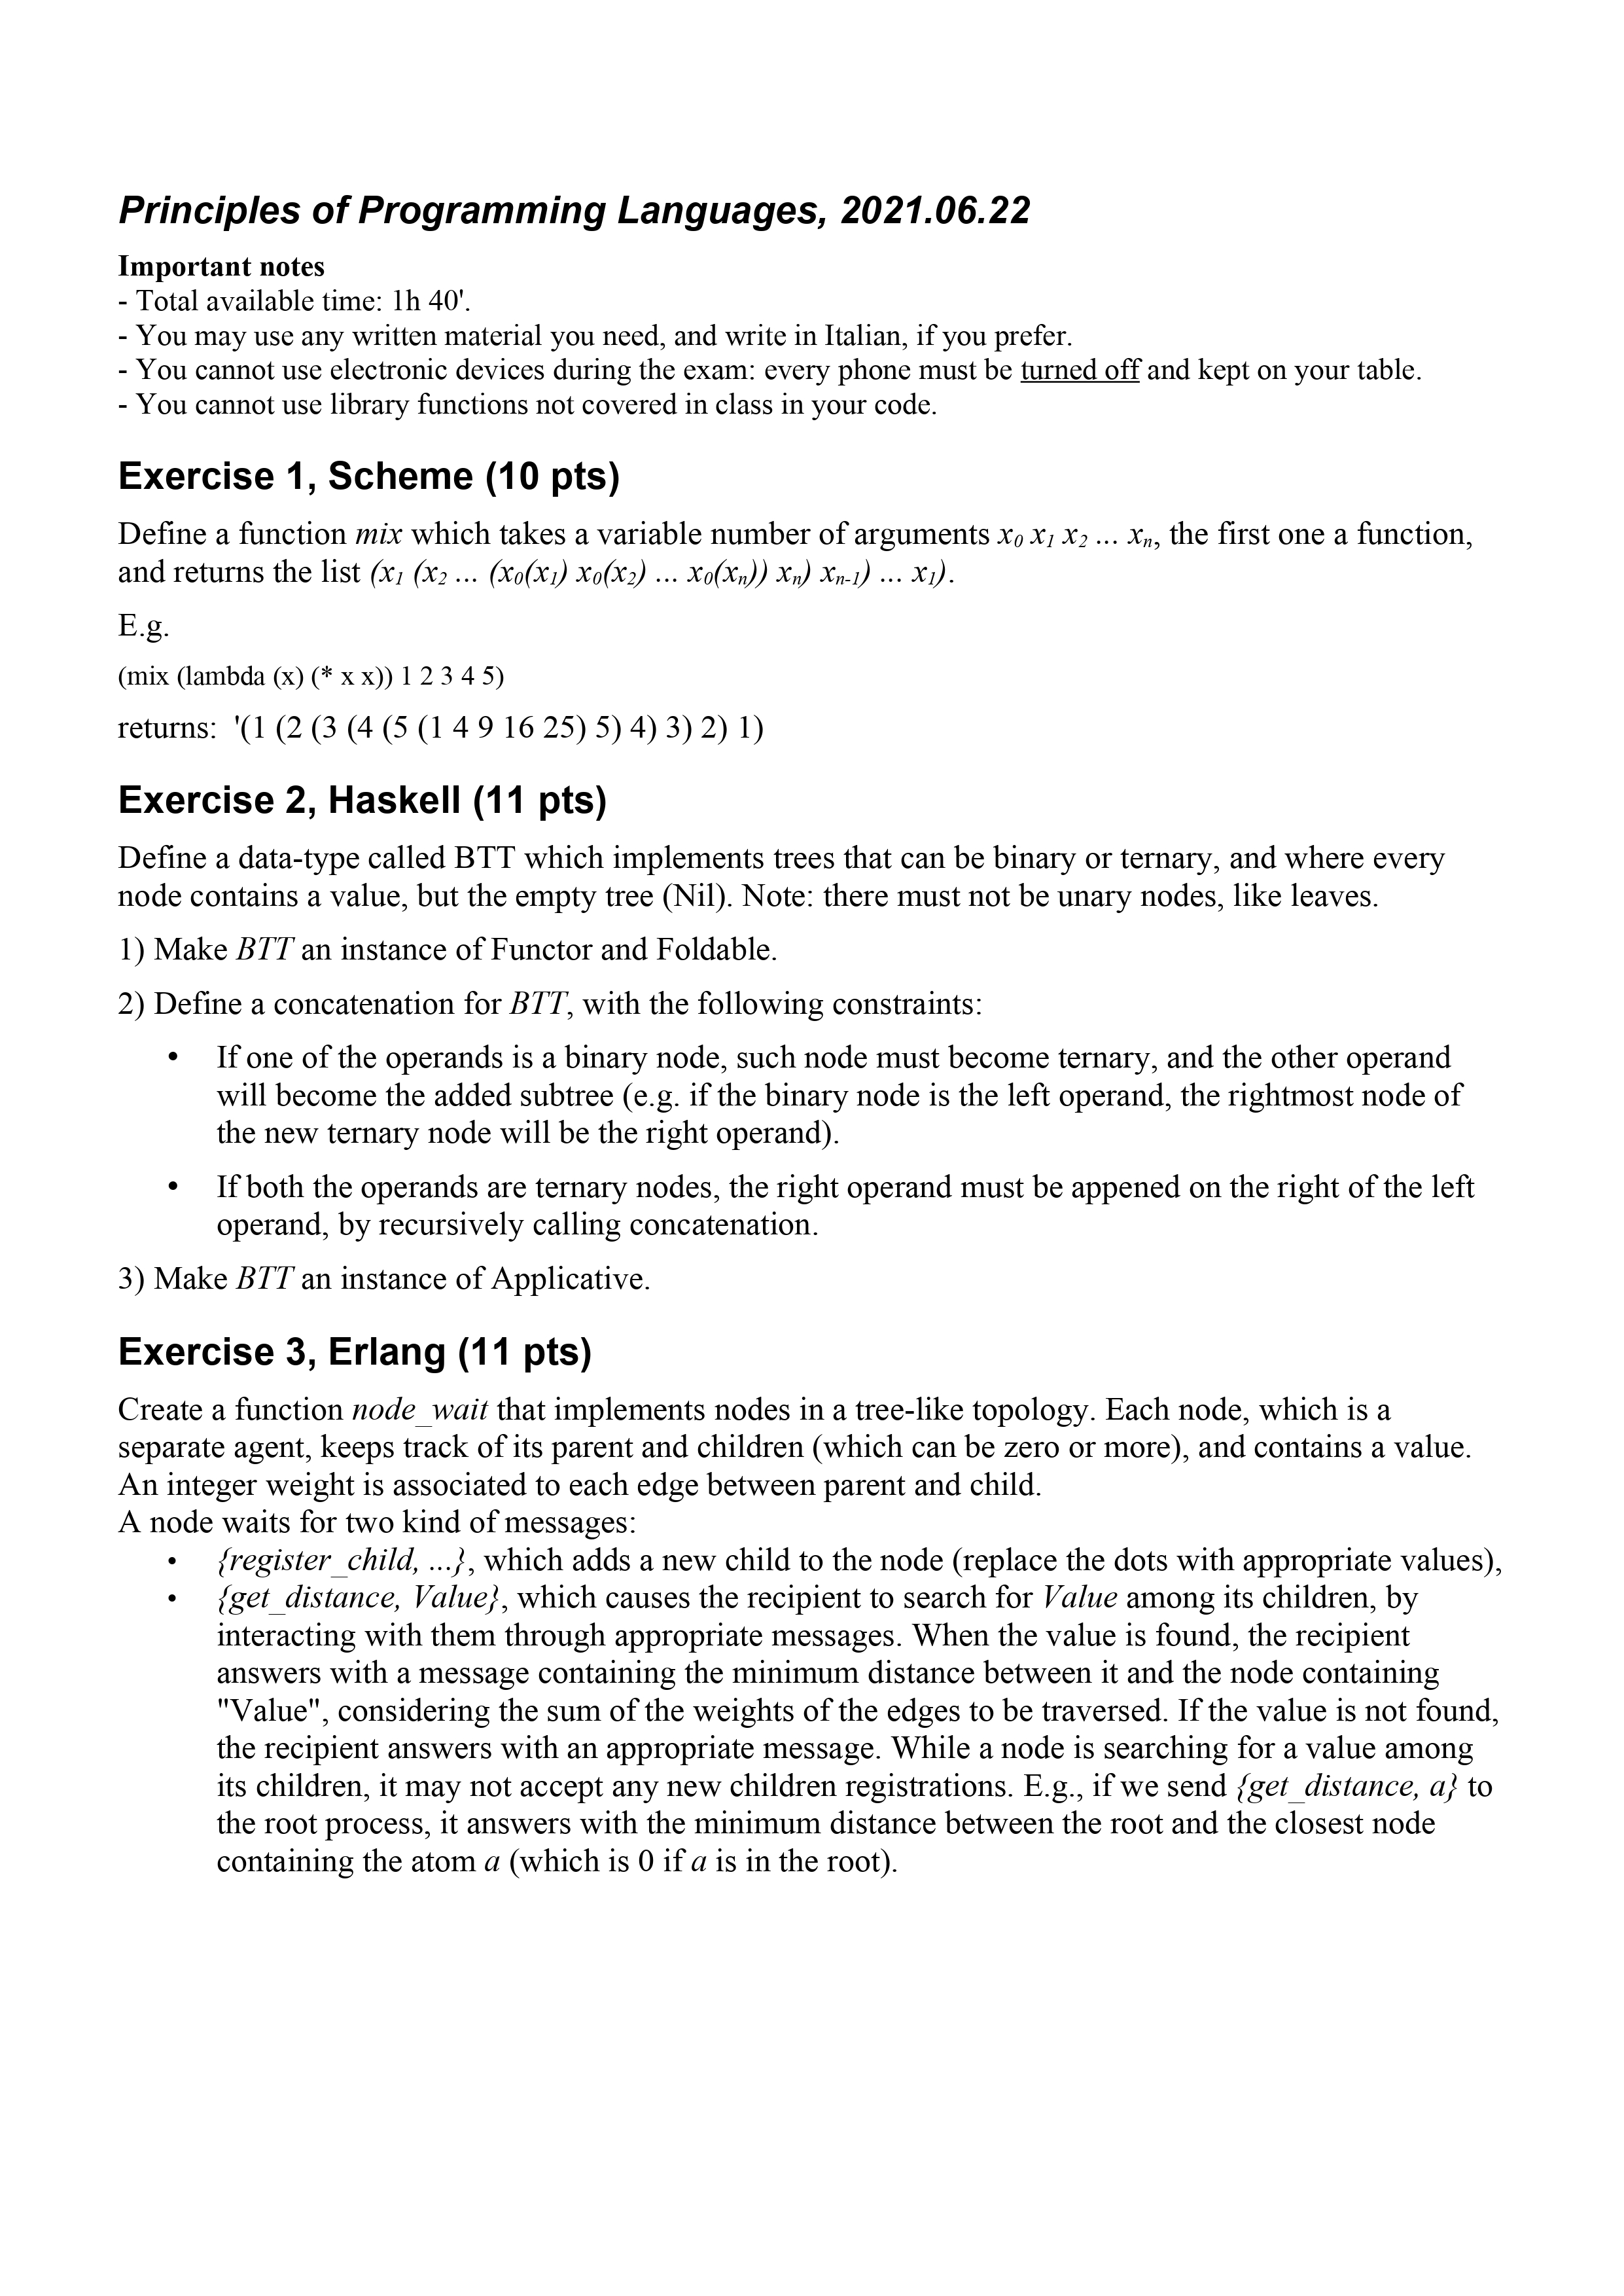 Principles of Programming Languages, 2021.06.22
Important notes
- Total available time: 1h 40'.
- You may use any written material you need, and write in Italian, if you prefer.
- You cannot use electronic devices during the exam: every phone must be turned off and kept on your table.
- You cannot use library functions not covered in class in your code.
Exercise 1, Scheme (10 pts)
Define a function mix which takes a variable number of arguments x0 x1 x2 ... xn, the first one a function,
and returns the list (x1 (x2 ... (x0(x1) x0(x2) ... x0(xn)) xn) xn-1) ... x1).
E.g.
(mix (lambda (x) (* x x)) 1 2 3 4 5)
returns: '(1 (2 (3 (4 (5 (1 4 9 16 25) 5) 4) 3) 2) 1)
Exercise 2, Haskell (11 pts)
Define a data-type called BTT which implements trees that can be binary or ternary, and where every
node contains a value, but the empty tree (Nil). Note: there must not be unary nodes, like leaves.
1) Make BTT an instance of Functor and Foldable.
2) Define a concatenation for BTT, with the following constraints:
• If one of the operands is a binary node, such node must become ternary, and the other operand
will become the added subtree (e.g. if the binary node is the left operand, the rightmost node of
the new ternary node will be the right operand).
• If both the operands are ternary nodes, the right operand must be appened on the right of the left
operand, by recursively calling concatenation.
3) Make BTT an instance of Applicative.
Exercise 3, Erlang (11 pts)
Create a function node_wait that implements nodes in a tree-like topology. Each node, which is a
separate agent, keeps track of its parent and children (which can be zero or more), and contains a value.
An integer weight is associated to each edge between parent and child.
A node waits for two kind of messages:
• {register_child, ...}, which adds a new child to the node (replace the dots with appropriate values),
• {get_distance, Value}, which causes the recipient to search for Value among its children, by
interacting with them through appropriate messages. When the value is found, the recipient
answers with a message containing the minimum distance between it and the node containing
"Value", considering the sum of the weights of the edges to be traversed. If the value is not found,
the recipient answers with an appropriate message. While a node is searching for a value among
its children, it may not accept any new children registrations. E.g., if we send {get_distance, a} to
the root process, it answers with the minimum distance between the root and the closest node
containing the atom a (which is 0 if a is in the root).